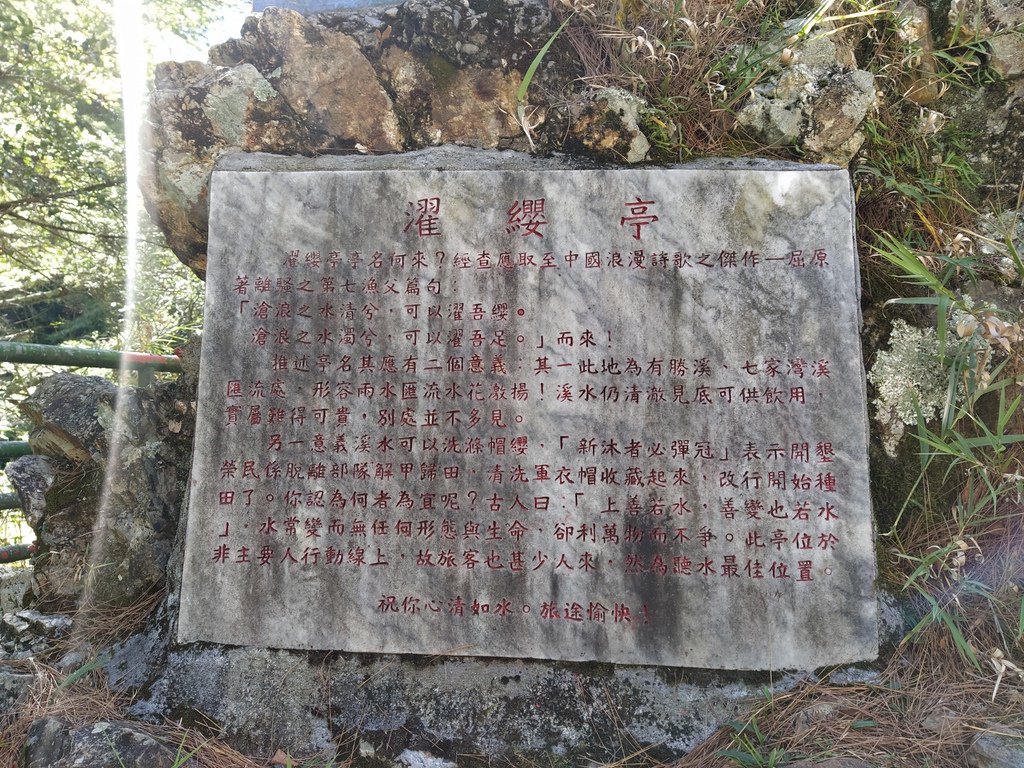 濯纓亭
濯纓亭亭名何來？經查應取至中國浪漫詩歌之傑作—屈原
著離騷之第七漁父篇句：
「滄浪之水清兮，可以濯吾纓。
滄浪之水濁兮，可以濯吾足。」而來！
推述亭名其應有二個意義：其一此地為有勝溪、七家灣溪
匯流處，形容兩水匯流水花激揚！溪水仍清澈見底可供飲用，
實屬難得可貴，別處並不多見。
另一意義溪水可以洗滌帽纓，「新沐者必彈冠」表示開墾
榮民係脫離部隊解甲歸田，清洗軍衣帽收藏起來，改行開始種
田了。你認為何者為宜呢？古人曰：「上善若水，善變也若水
」，水常變而無任何形態與生命，卻利萬物而不爭。此亭位於
非主要人行動線上，故旅客也甚少人來，然為聽水最佳位置。
祝你心清如水。旅途愉快！